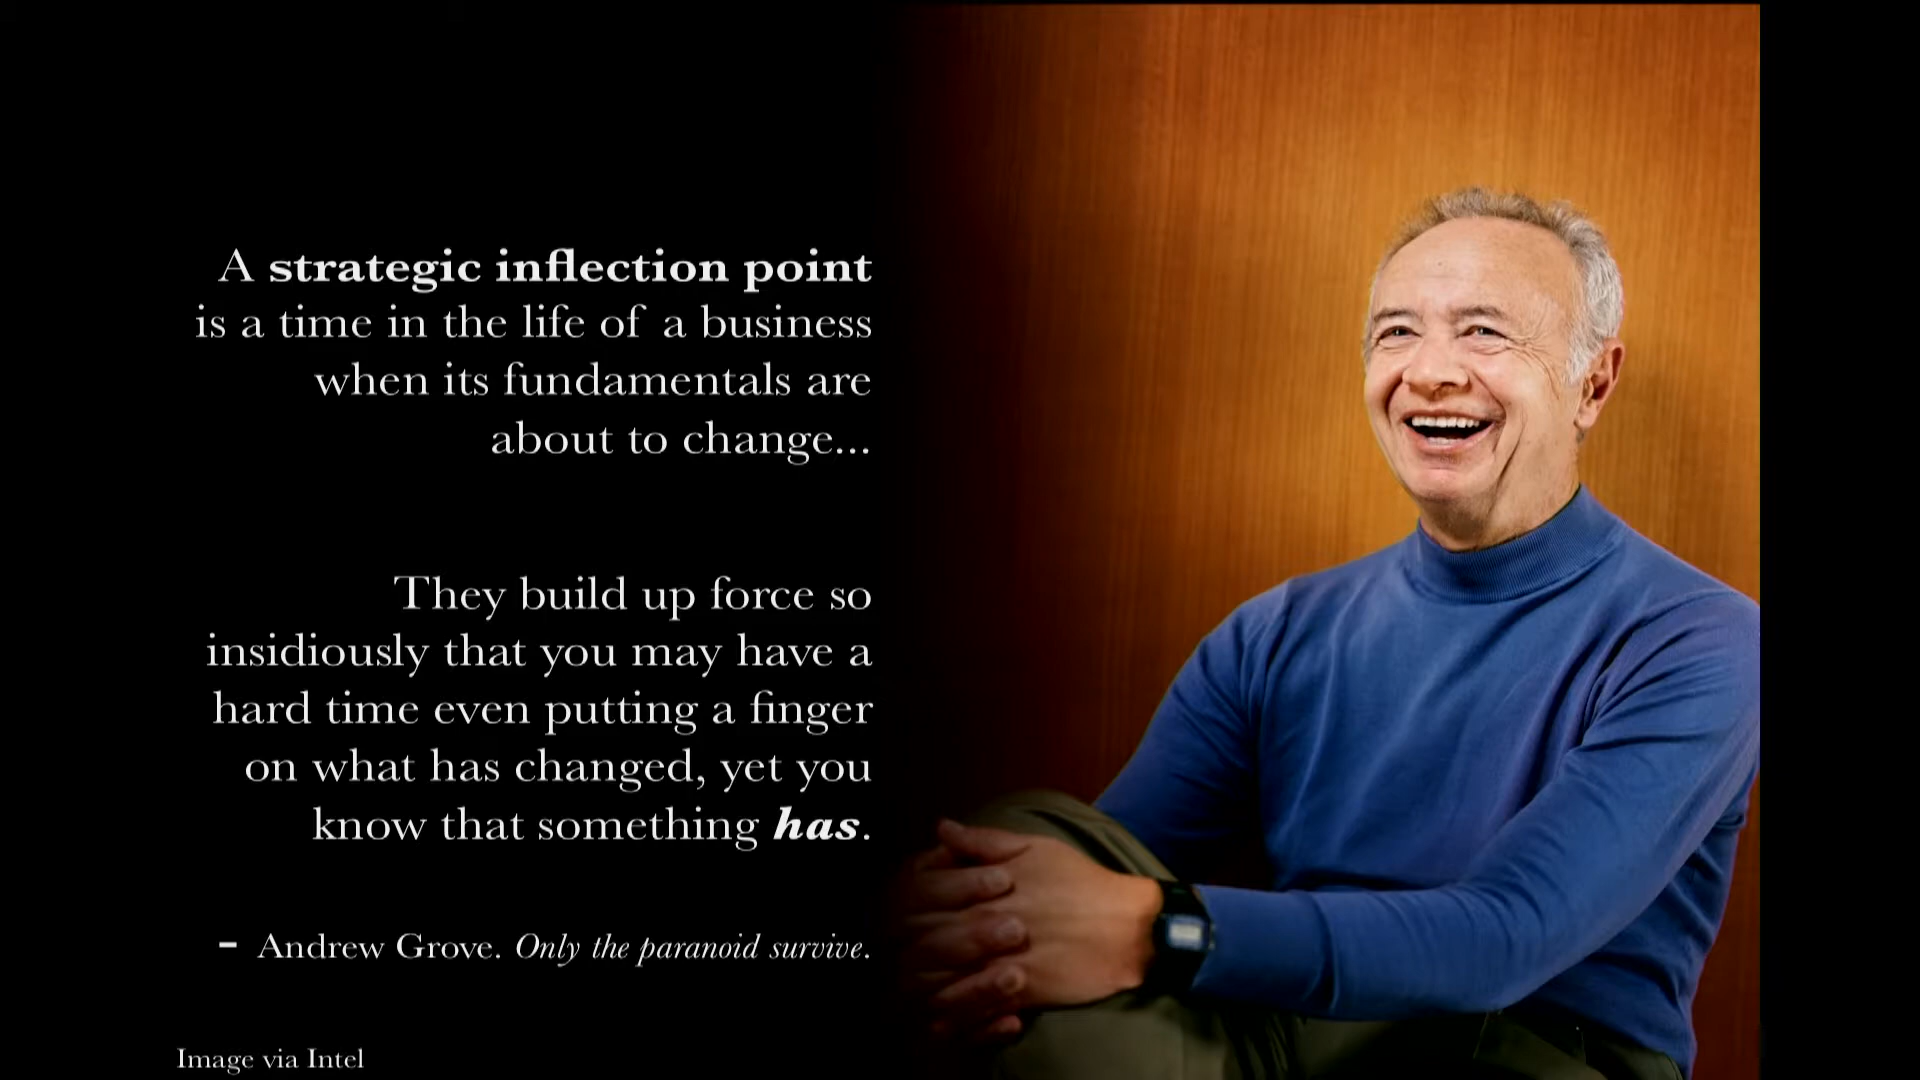 A strategic inflection point
is a time in the life of a business
when its fundamentals are
about to change...
They build up force so
insidiously that you may have a
hard time even putting a finger
on what has changed, yet you
know that something has.
– Andrew Grove. Only the paranoid survive.
Image via Intel